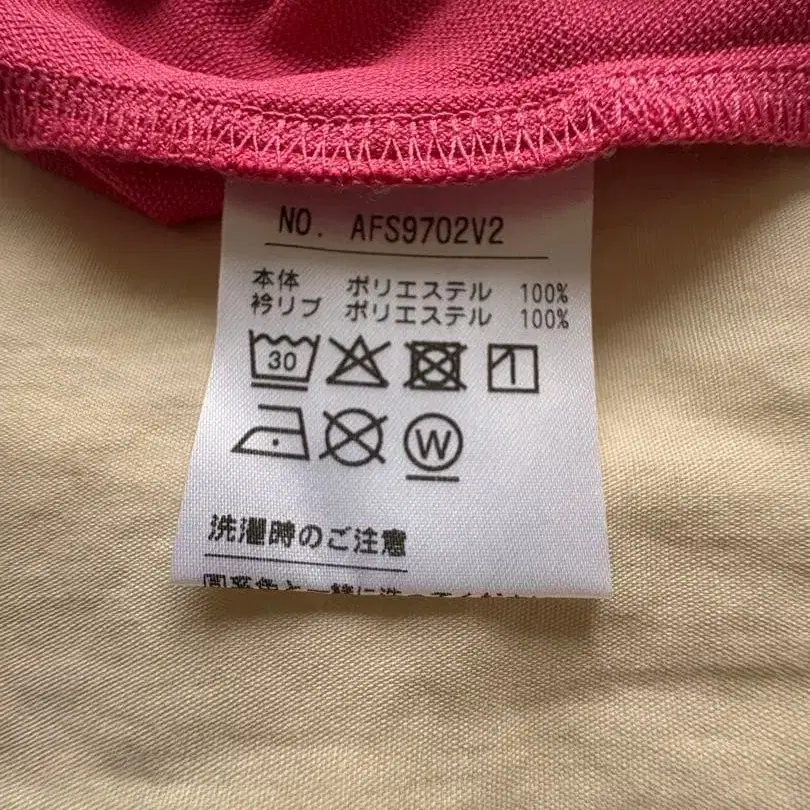 NO. AFS9702V2
本体 ポリエステル 100%
衿リブ ポリエステル 100%
30
W
洗濯時のご注意